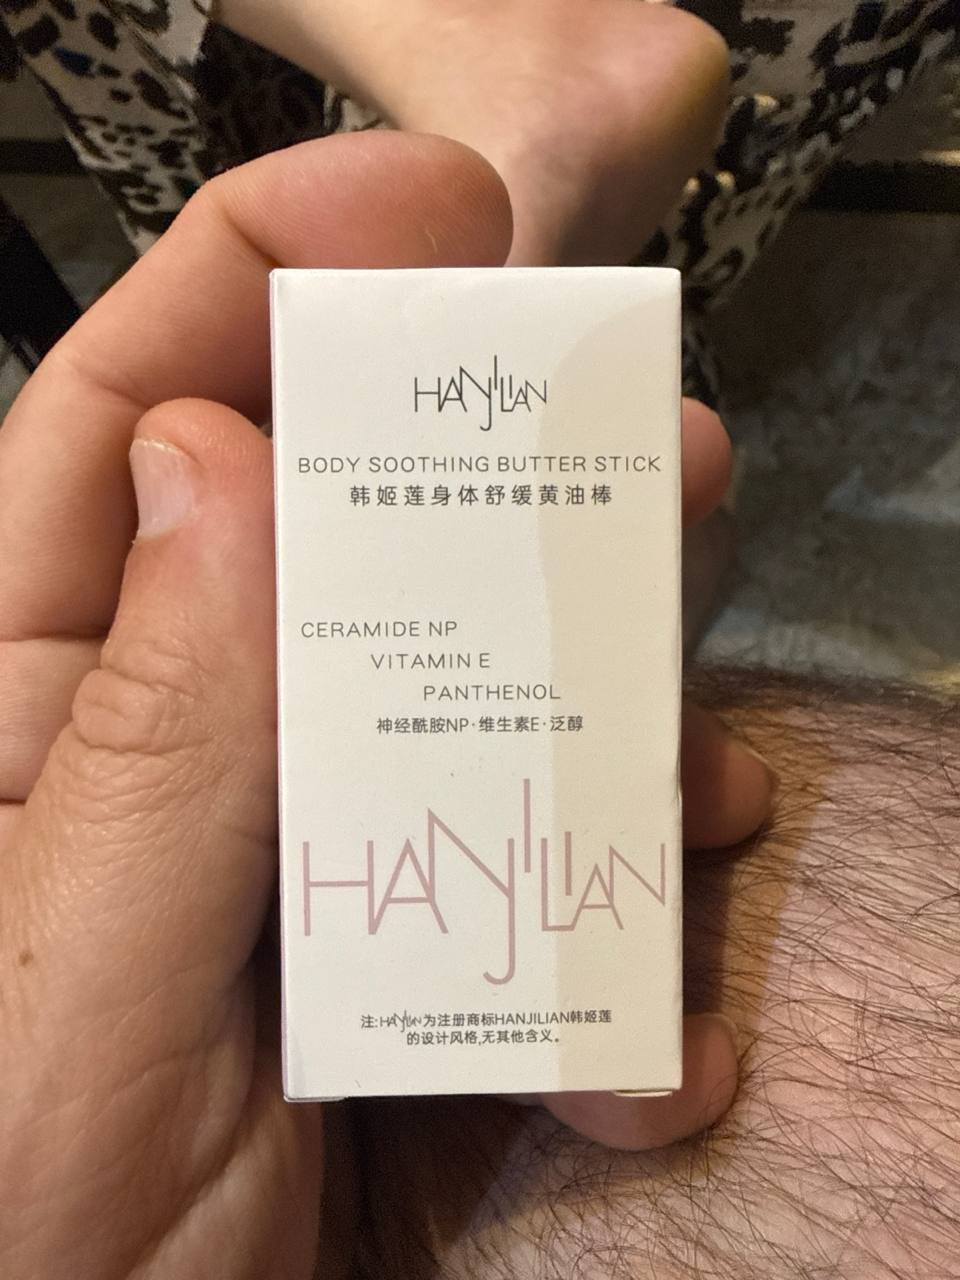 HANJILIAN
BODY SOOTHING BUTTER STICK
韩姬莲身体舒缓黄油棒
CERAMIDE NP
VITAMIN E
PANTHENOL
神经酰胺NP·维生素E·泛醇
HANJILIAN
注:HANJILIAN为注册商标HANJILIAN韩姬莲
的设计风格,无其他含义。